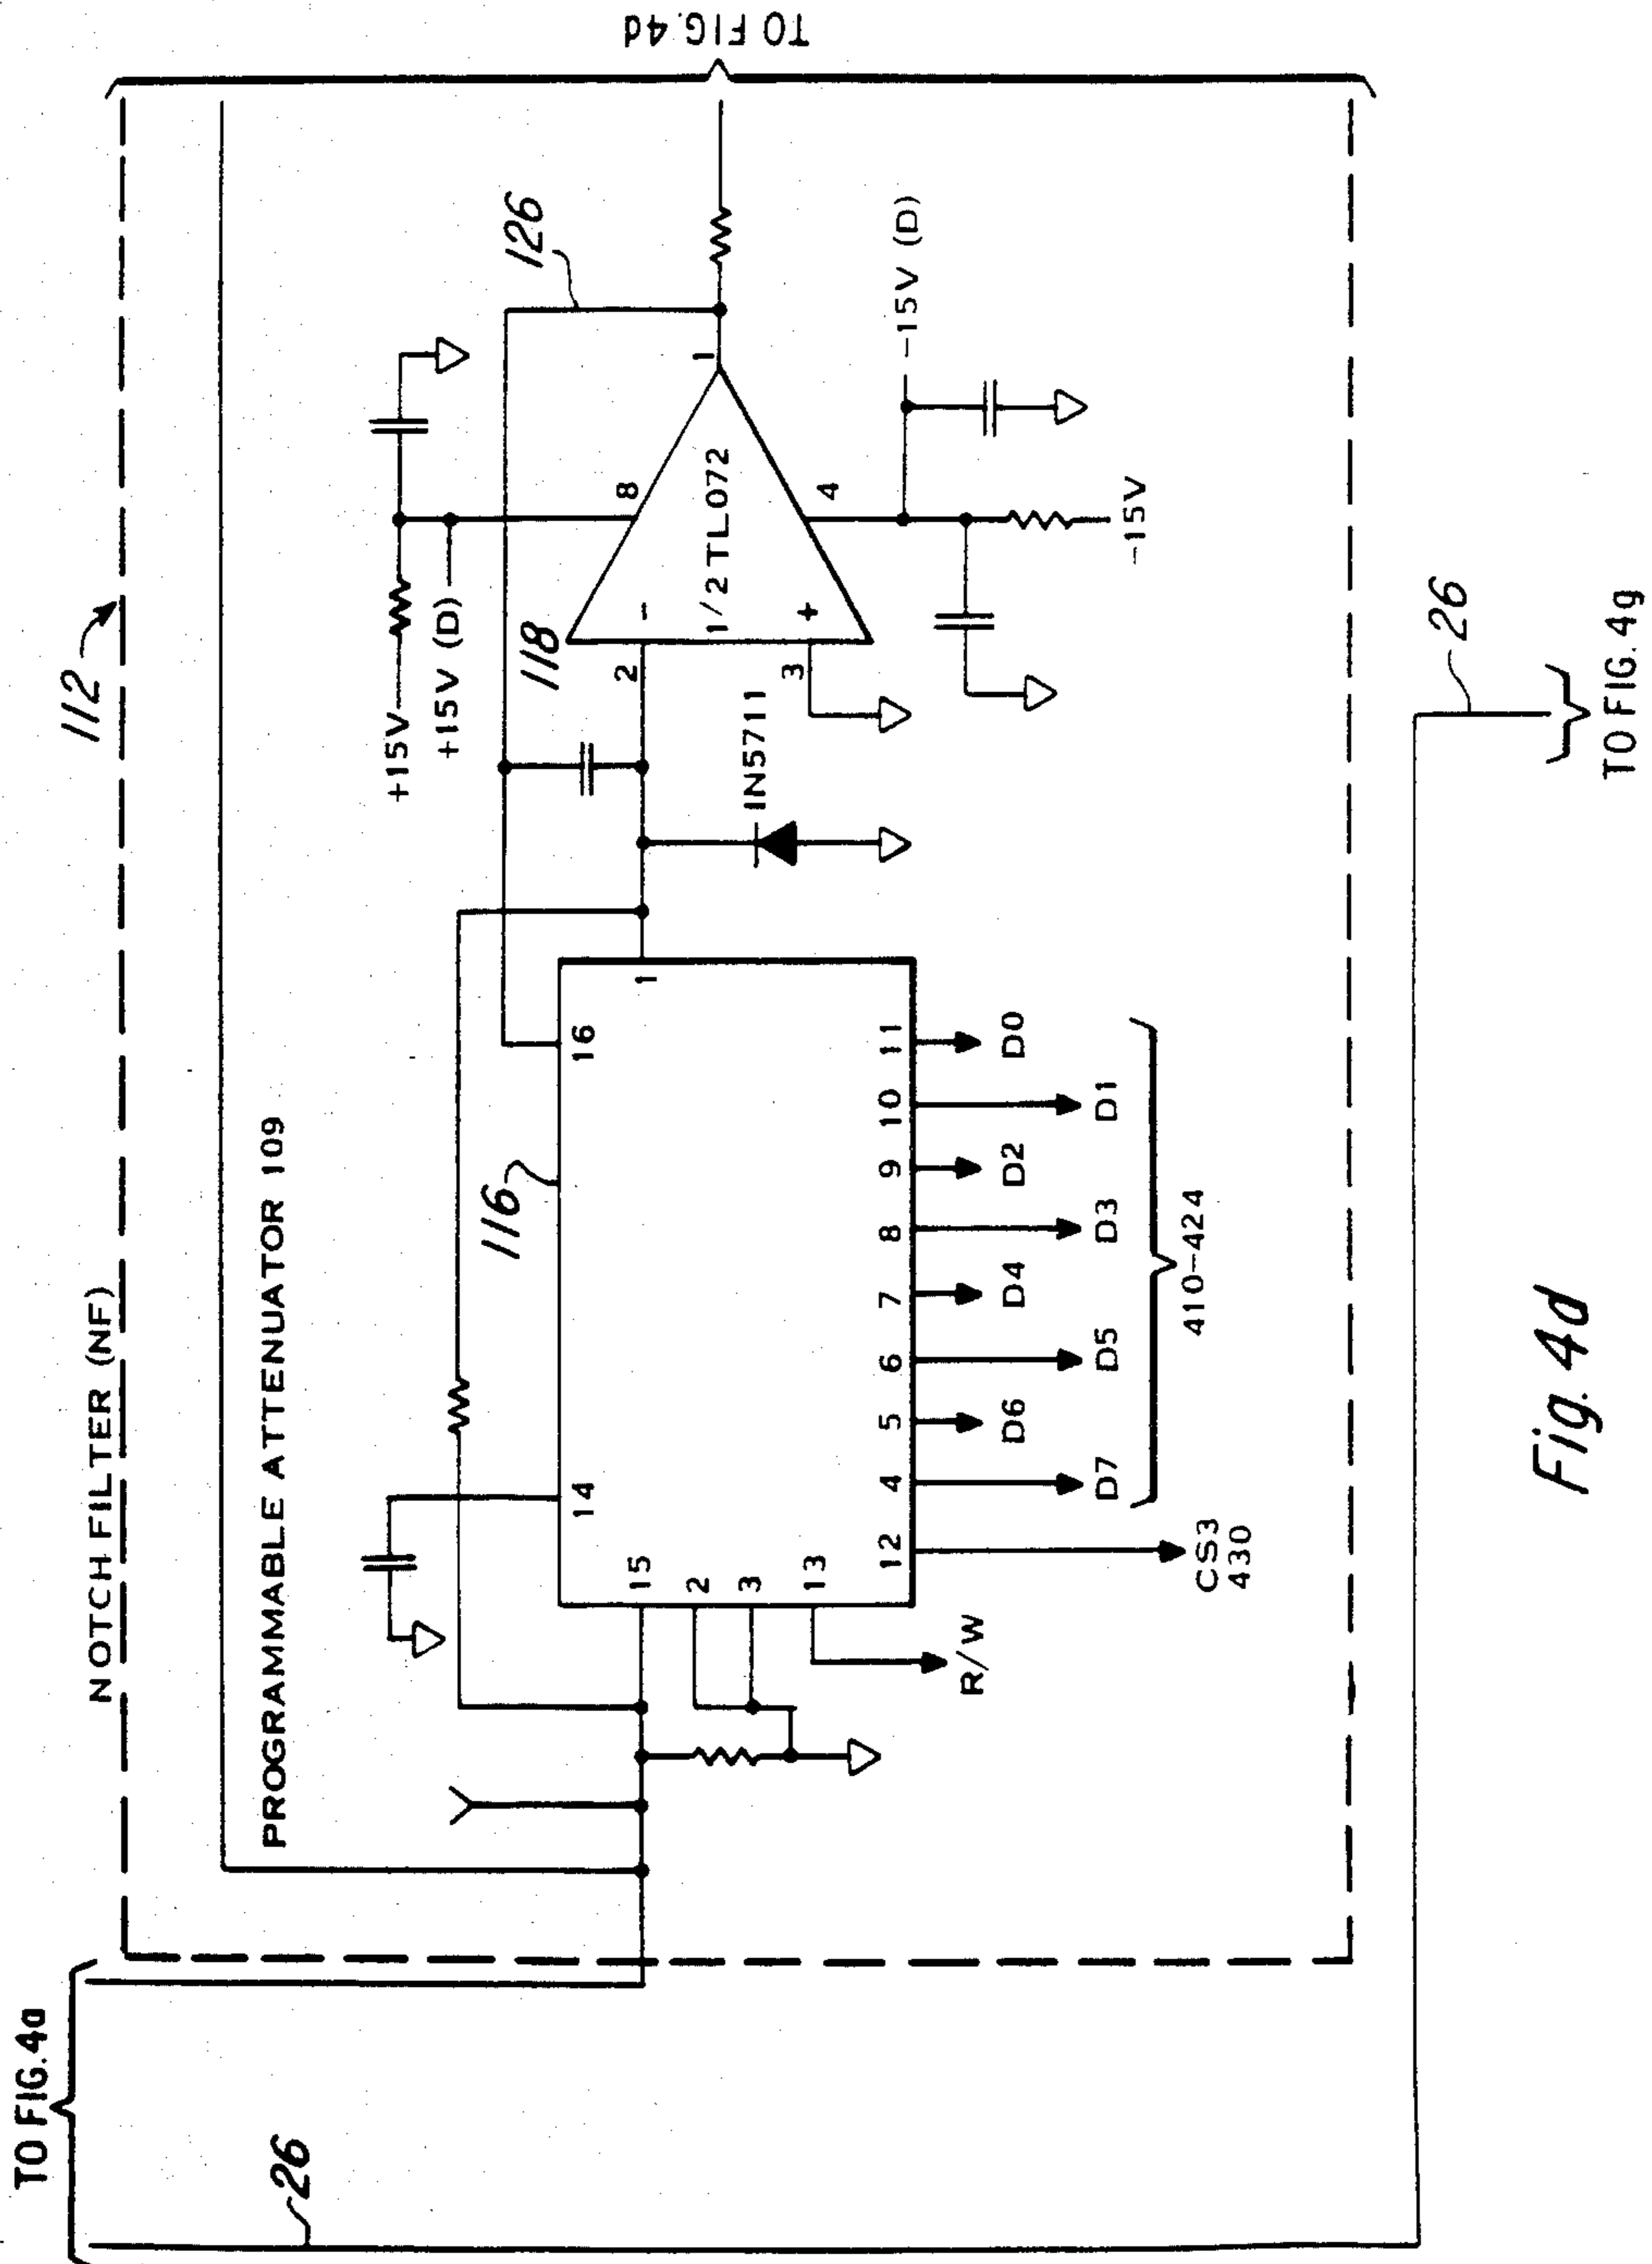 TO FIG.4a
26
NOTCH FILTER (NF)
112
PROGRAMMABLE ATTENUATOR 109
TO FIG.4d
116
14
16
15
2
3
13
12
4
5
6
7
8
9
10
11
1
R/W
CS3
430
D7
D6
D5
D4
D3
D2
D1
D0
410-424
+15V
+15V (D)
118
126
IN5711
2
3
-
+
1/2 TL072
8
4
1
-15V (D)
-15V
26
TO FIG. 4g
Fig. 4d